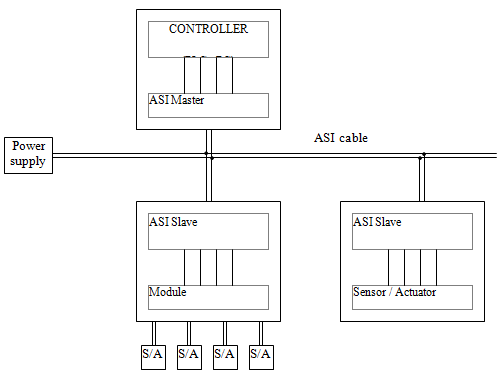 CONTROLLER
ASI Master
ASI cable
Power
supply
ASI Slave
ASI Slave
Module
Sensor / Actuator
S/A
S/A
S/A
S/A